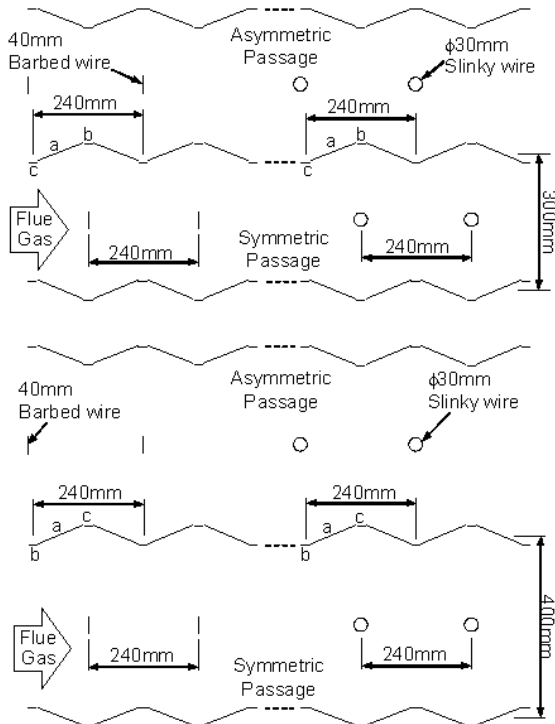 40mm
Barbed wire
Asymmetric
Passage
ϕ30mm
Slinky wire
240mm
240mm
a
b
c
a
b
c
300mm
Flue
Gas
240mm
Symmetric
Passage
240mm
40mm
Barbed wire
Asymmetric
Passage
ϕ30mm
Slinky wire
240mm
240mm
a
c
b
a
c
b
400mm
Flue
Gas
240mm
Symmetric
Passage
240mm